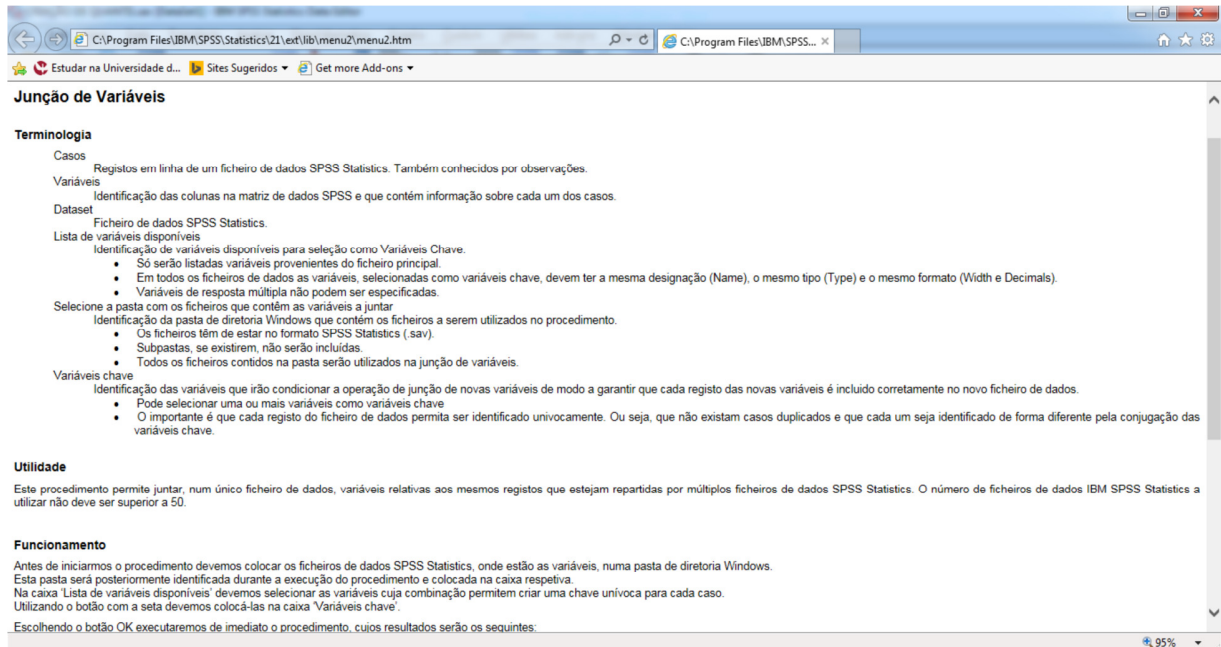 C:\Program Files\IBM\SPSS\Statistics\21\ext\lib\menu2\menu2.htm
C:\Program Files\IBM\SPSS...
Estudar na Universidade d...
Sites Sugeridos
Get more Add-ons
Junção de Variáveis
Terminologia
Casos
Registos em linha de um ficheiro de dados SPSS Statistics. Também conhecidos por observações.
Variáveis
Identificação das colunas na matriz de dados SPSS e que contém informação sobre cada um dos casos.
Dataset
Ficheiro de dados SPSS Statistics.
Lista de variáveis disponíveis
Identificação de variáveis disponíveis para seleção como Variáveis Chave.
• Só serão listadas variáveis provenientes do ficheiro principal.
• Em todos os ficheiros de dados as variáveis, selecionadas como variáveis chave, devem ter a mesma designação (Name), o mesmo tipo (Type) e o mesmo formato (Width e Decimals).
• Variáveis de resposta múltipla não podem ser especificadas.
Selecione a pasta com os ficheiros que contêm as variáveis a juntar
Identificação da pasta de diretoria Windows que contém os ficheiros a serem utilizados no procedimento.
• Os ficheiros têm de estar no formato SPSS Statistics (.sav).
• Subpastas, se existirem, não serão incluídas.
• Todos os ficheiros contidos na pasta serão utilizados na junção de variáveis.
Variáveis chave
Identificação das variáveis que irão condicionar a operação de junção de novas variáveis de modo a garantir que cada registo das novas variáveis é incluido corretamente no novo ficheiro de dados.
• Pode selecionar uma ou mais variáveis como variáveis chave
• O importante é que cada registo do ficheiro de dados permita ser identificado univocamente. Ou seja, que não existam casos duplicados e que cada um seja identificado de forma diferente pela conjugação das
variáveis chave.
Utilidade
Este procedimento permite juntar, num único ficheiro de dados, variáveis relativas aos mesmos registos que estejam repartidas por múltiplos ficheiros de dados SPSS Statistics. O número de ficheiros de dados IBM SPSS Statistics a
utilizar não deve ser superior a 50.
Funcionamento
Antes de iniciarmos o procedimento devemos colocar os ficheiros de dados SPSS Statistics, onde estão as variáveis, numa pasta de diretoria Windows.
Esta pasta será posteriormente identificada durante a execução do procedimento e colocada na caixa respetiva.
Na caixa 'Lista de variáveis disponíveis' devemos selecionar as variáveis cuja combinação permitem criar uma chave unívoca para cada caso.
Utilizando o botão com a seta devemos colocá-las na caixa 'Variáveis chave'.
Escolhendo o botão OK executaremos de imediato o procedimento, cujos resultados serão os seguintes:
95%